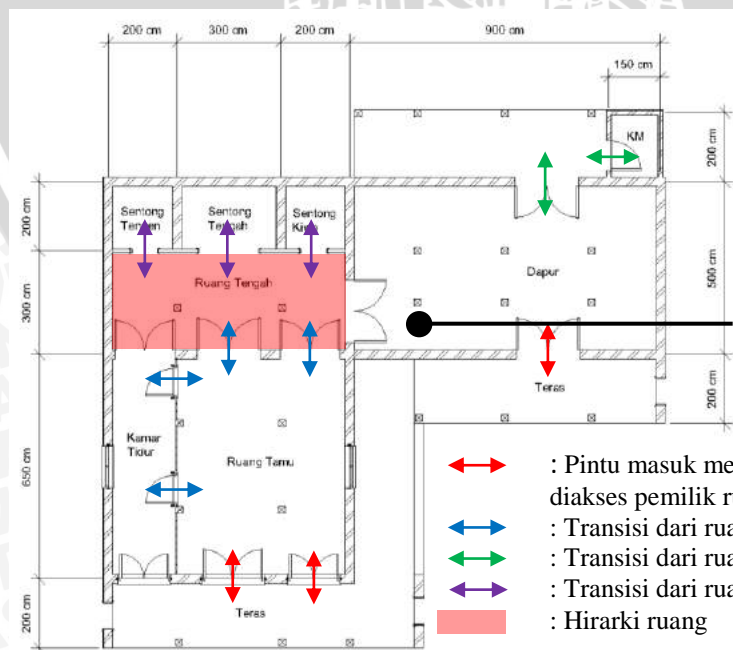 200 cm 300 cm 200 cm 900 cm
150 cm
KM
200 cm
200 cm
Sentong Sentong Sentong
Tengah
Dapur
500 cm
Ruang Tengah
300 cm
Teras
200 cm
Kamar
Tidur
Ruang Tamu
650 cm
: Pintu masuk me
diakses pemilik r
: Transisi dari rua
: Transisi dari rua
: Transisi dari rua
: Hirarki ruang
Teras
200 cm